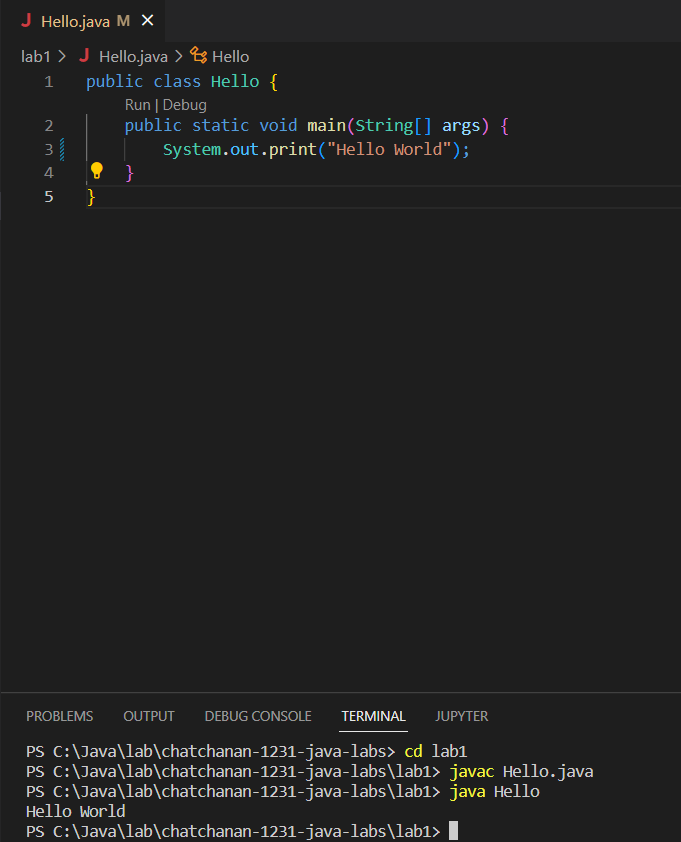 Hello.java M
lab1 > Hello.java > Hello
1 public class Hello {
Run | Debug
2 public static void main(String[] args) {
3 System.out.print("Hello World");
4 }
5 }
PROBLEMS OUTPUT DEBUG CONSOLE TERMINAL JUPYTER
PS C:\Java\lab\chatchanan-1231-java-labs> cd lab1
PS C:\Java\lab\chatchanan-1231-java-labs\lab1> javac Hello.java
PS C:\Java\lab\chatchanan-1231-java-labs\lab1> java Hello
Hello World
PS C:\Java\lab\chatchanan-1231-java-labs\lab1>